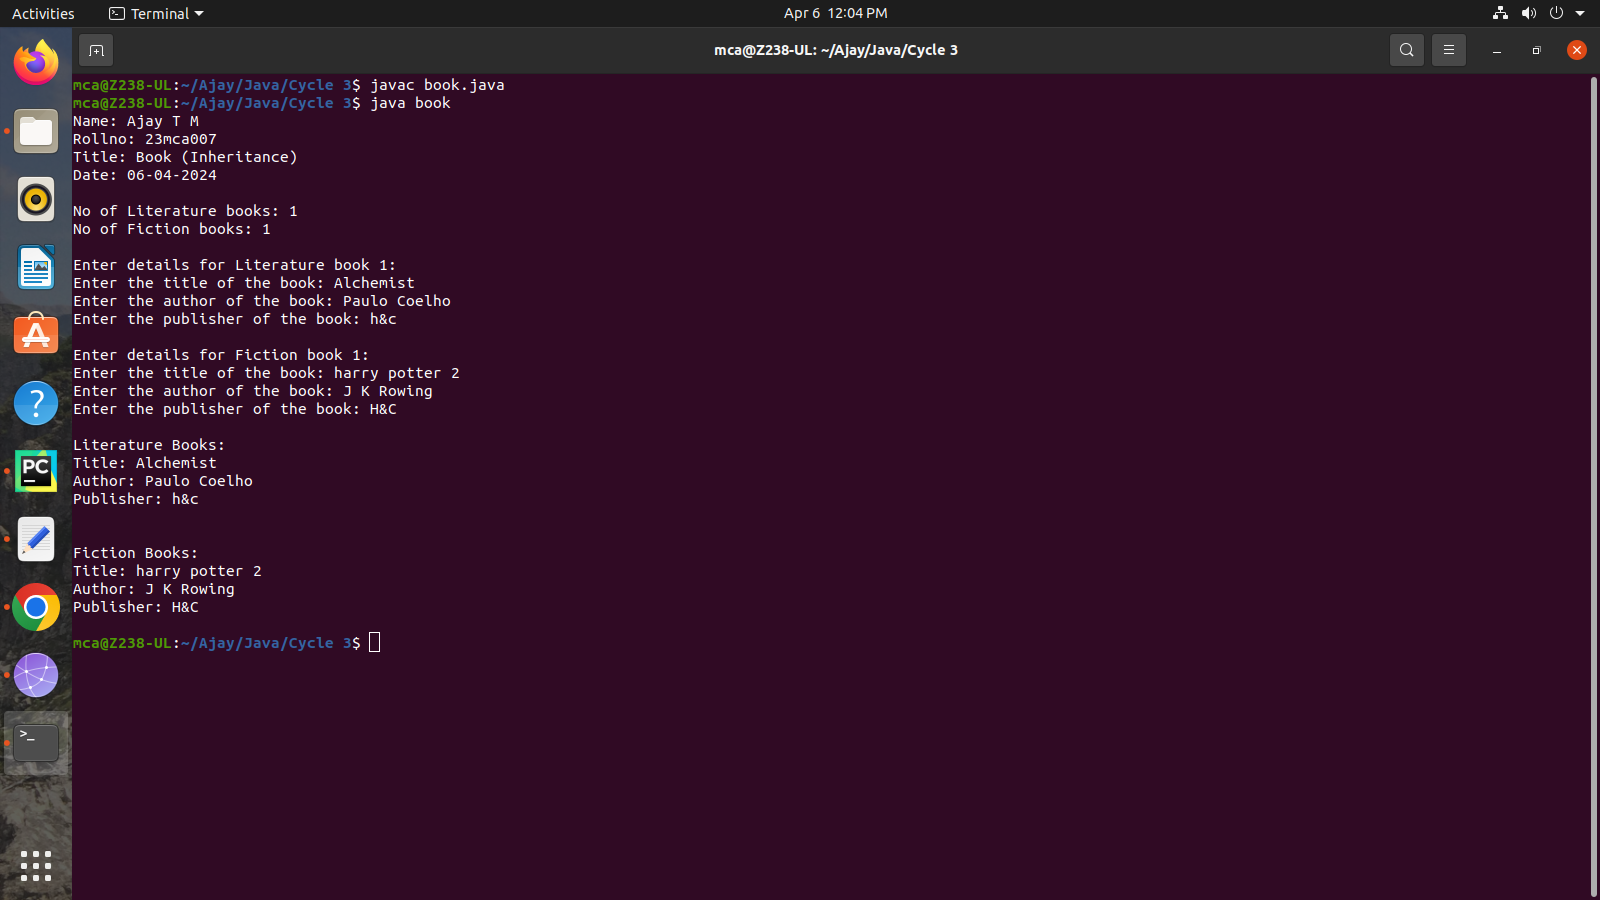 Activities
Terminal
Apr 6 12:04 PM
mca@Z238-UL: ~/Ajay/Java/Cycle 3
mca@Z238-UL:~/Ajay/Java/Cycle 3$ javac book.java
mca@Z238-UL:~/Ajay/Java/Cycle 3$ java book
Name: Ajay T M
Rollno: 23mca007
Title: Book (Inheritance)
Date: 06-04-2024
No of Literature books: 1
No of Fiction books: 1
Enter details for Literature book 1:
Enter the title of the book: Alchemist
Enter the author of the book: Paulo Coelho
Enter the publisher of the book: h&c
Enter details for Fiction book 1:
Enter the title of the book: harry potter 2
Enter the author of the book: J K Rowing
Enter the publisher of the book: H&C
Literature Books:
Title: Alchemist
Author: Paulo Coelho
Publisher: h&c
Fiction Books:
Title: harry potter 2
Author: J K Rowing
Publisher: H&C
mca@Z238-UL:~/Ajay/Java/Cycle 3$
?
PC
>_